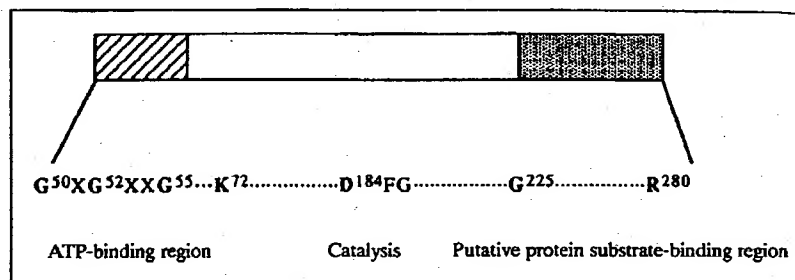 G⁵⁰XG⁵²XXG⁵⁵...K⁷²................D¹⁸⁴FG..................G²²⁵.....................R²⁸⁰
ATP-binding region Catalysis Putative protein substrate-binding region